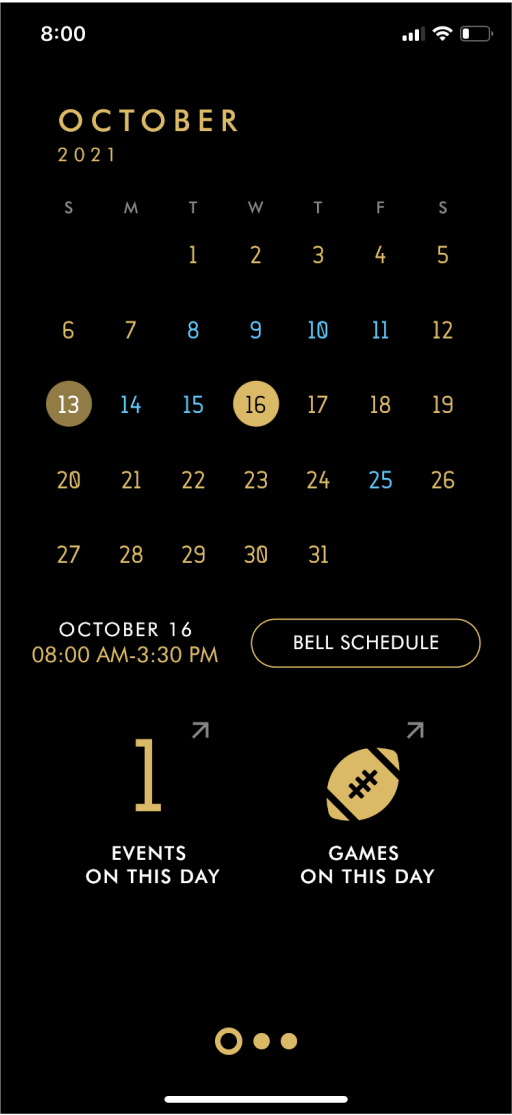 8:00
OCTOBER
2021
S M T W T F S
1 2 3 4 5
6 7 8 9 10 11 12
13 14 15 16 17 18 19
20 21 22 23 24 25 26
27 28 29 30 31
OCTOBER 16
08:00 AM-3:30 PM
BELL SCHEDULE
1
EVENTS
ON THIS DAY
GAMES
ON THIS DAY